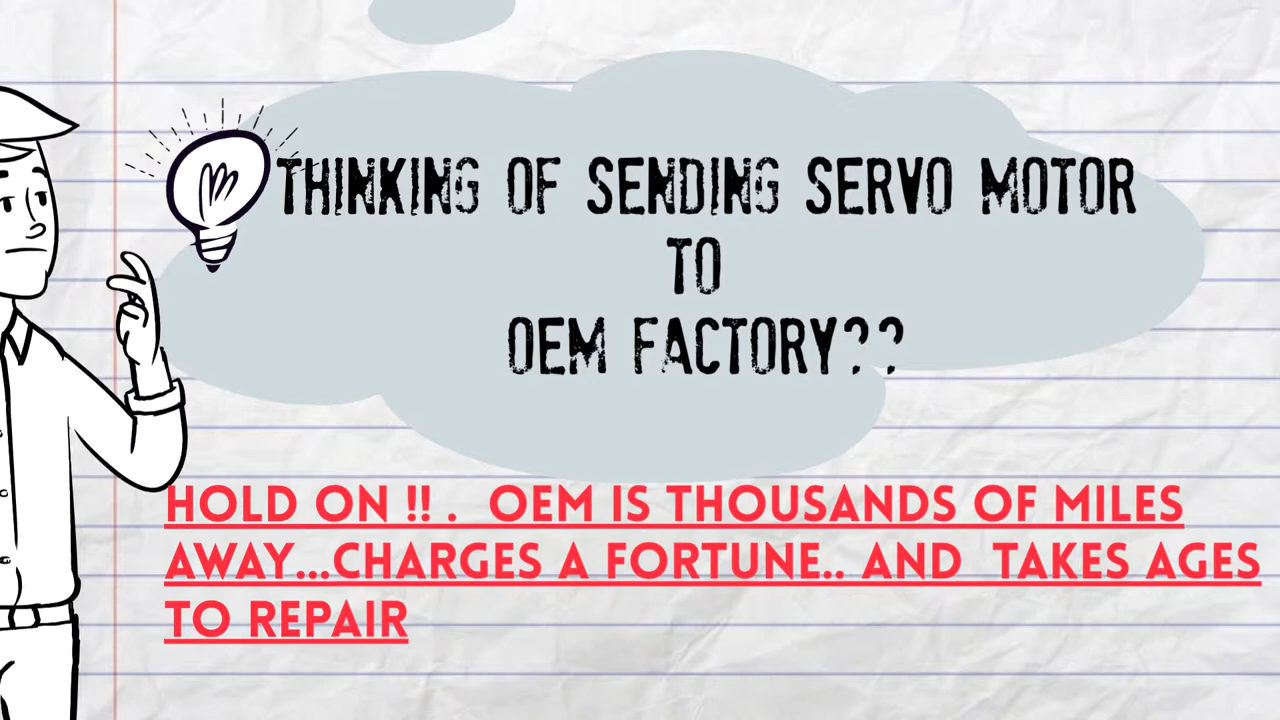 THINKING OF SENDING SERVO MOTOR
TO
OEM FACTORY??
HOLD ON !! .  OEM IS THOUSANDS OF MILES
AWAY...CHARGES A FORTUNE.. AND  TAKES AGES
TO REPAIR